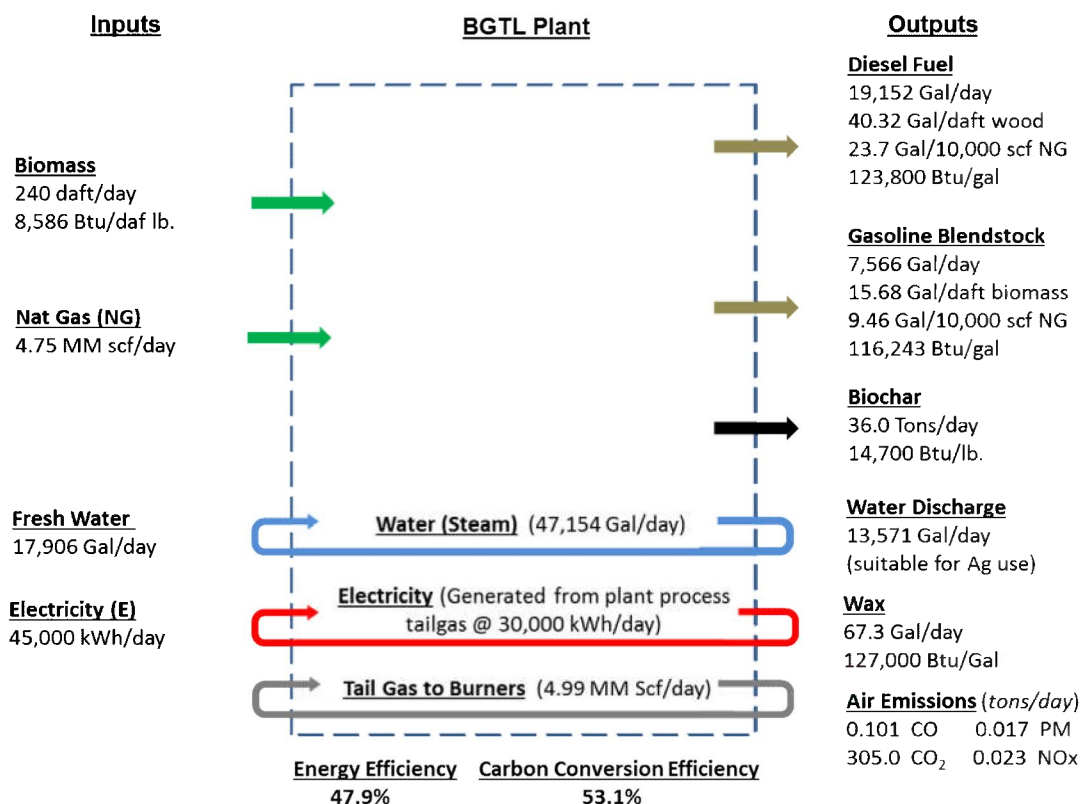 Inputs
BGTL Plant
Outputs
Biomass
240 daft/day
8,586 Btu/daf lb.
Nat Gas (NG)
4.75 MM scf/day
Fresh Water
17,906 Gal/day
Electricity (E)
45,000 kWh/day
Water (Steam) (47,154 Gal/day)
Electricity (Generated from plant process
tailgas @ 30,000 kWh/day)
Tail Gas to Burners (4.99 MM Scf/day)
Energy Efficiency
47.9%
Carbon Conversion Efficiency
53.1%
Diesel Fuel
19,152 Gal/day
40.32 Gal/daft wood
23.7 Gal/10,000 scf NG
123,800 Btu/gal
Gasoline Blendstock
7,566 Gal/day
15.68 Gal/daft biomass
9.46 Gal/10,000 scf NG
116,243 Btu/gal
Biochar
36.0 Tons/day
14,700 Btu/lb.
Water Discharge
13,571 Gal/day
(suitable for Ag use)
Wax
67.3 Gal/day
127,000 Btu/Gal
Air Emissions (tons/day)
0.101 CO 0.017 PM
305.0 CO₂ 0.023 NOx